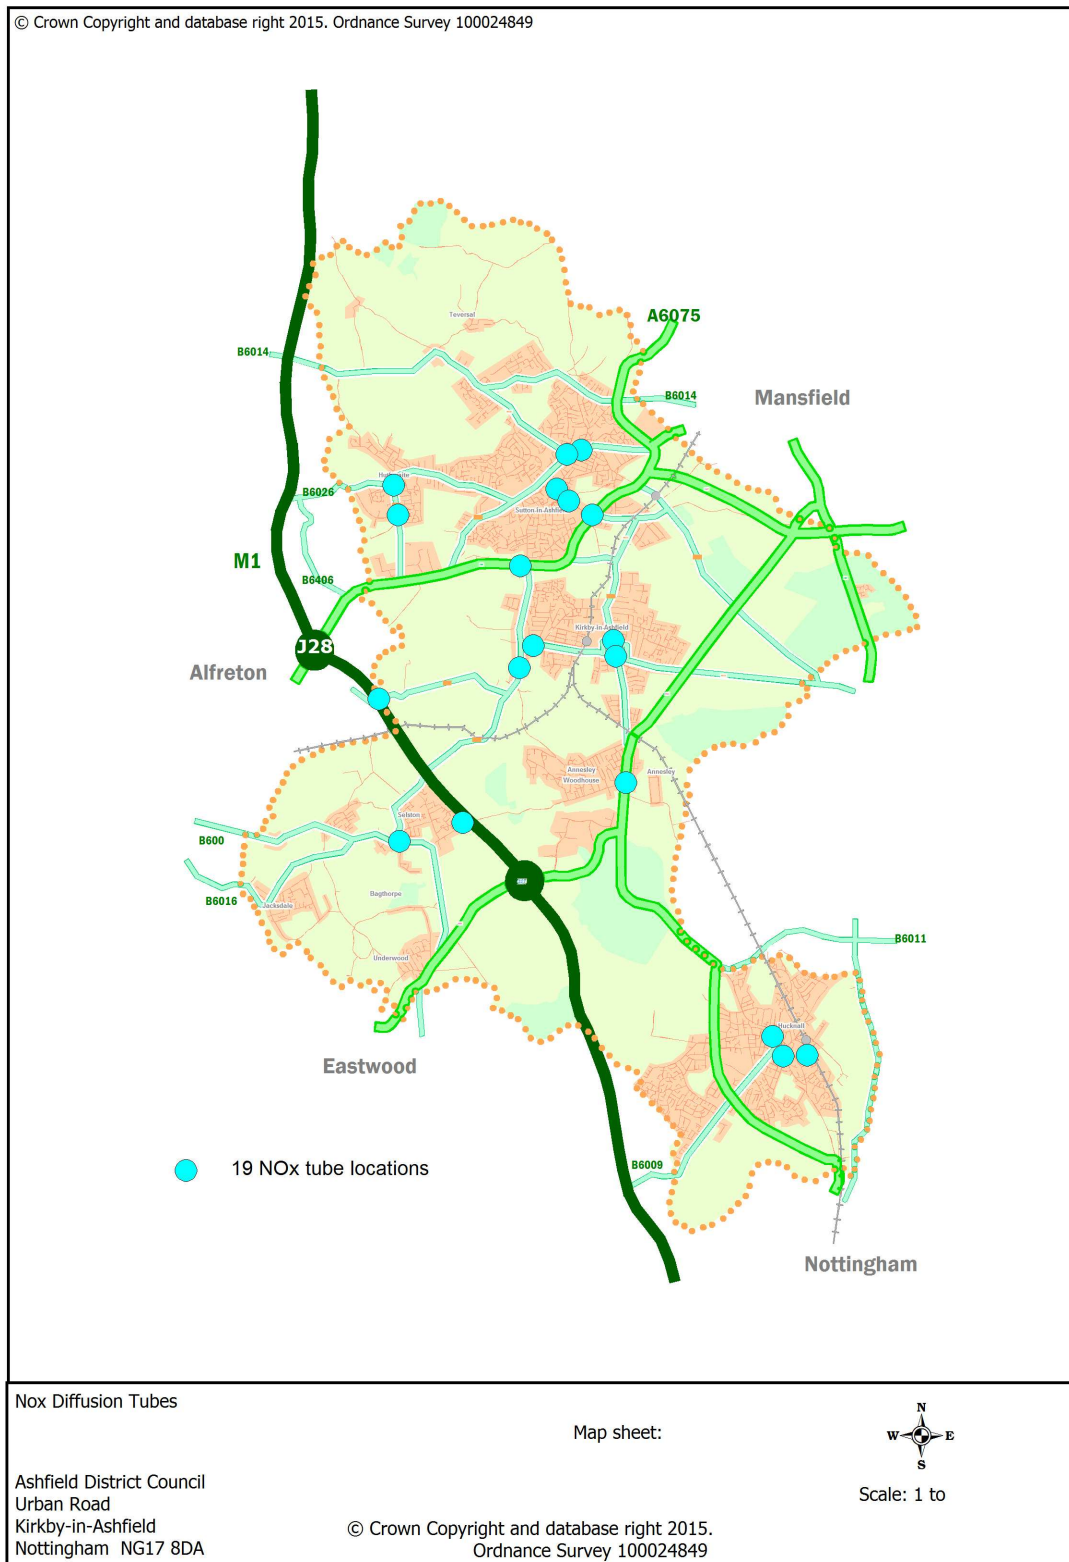 © Crown Copyright and database right 2015. Ordnance Survey 100024849
A6075
Teversal
B6014
B6014
Mansfield
B6026
Sutton-in-Ashfield
M1
B6406
Kirkby-in-Ashfield
J28
Alfreton
Annesley
Woodhouse
Annesley
Selston
B600
Bagthorpe
B6016
Jacksdale
B6011
Underwood
Hucknall
Eastwood
19 NOx tube locations
B6009
Nottingham
Nox Diffusion Tubes
Map sheet:
N
W E
S
Ashfield District Council
Urban Road
Kirkby-in-Ashfield
Nottingham NG17 8DA
Scale: 1 to
© Crown Copyright and database right 2015.
Ordnance Survey 100024849